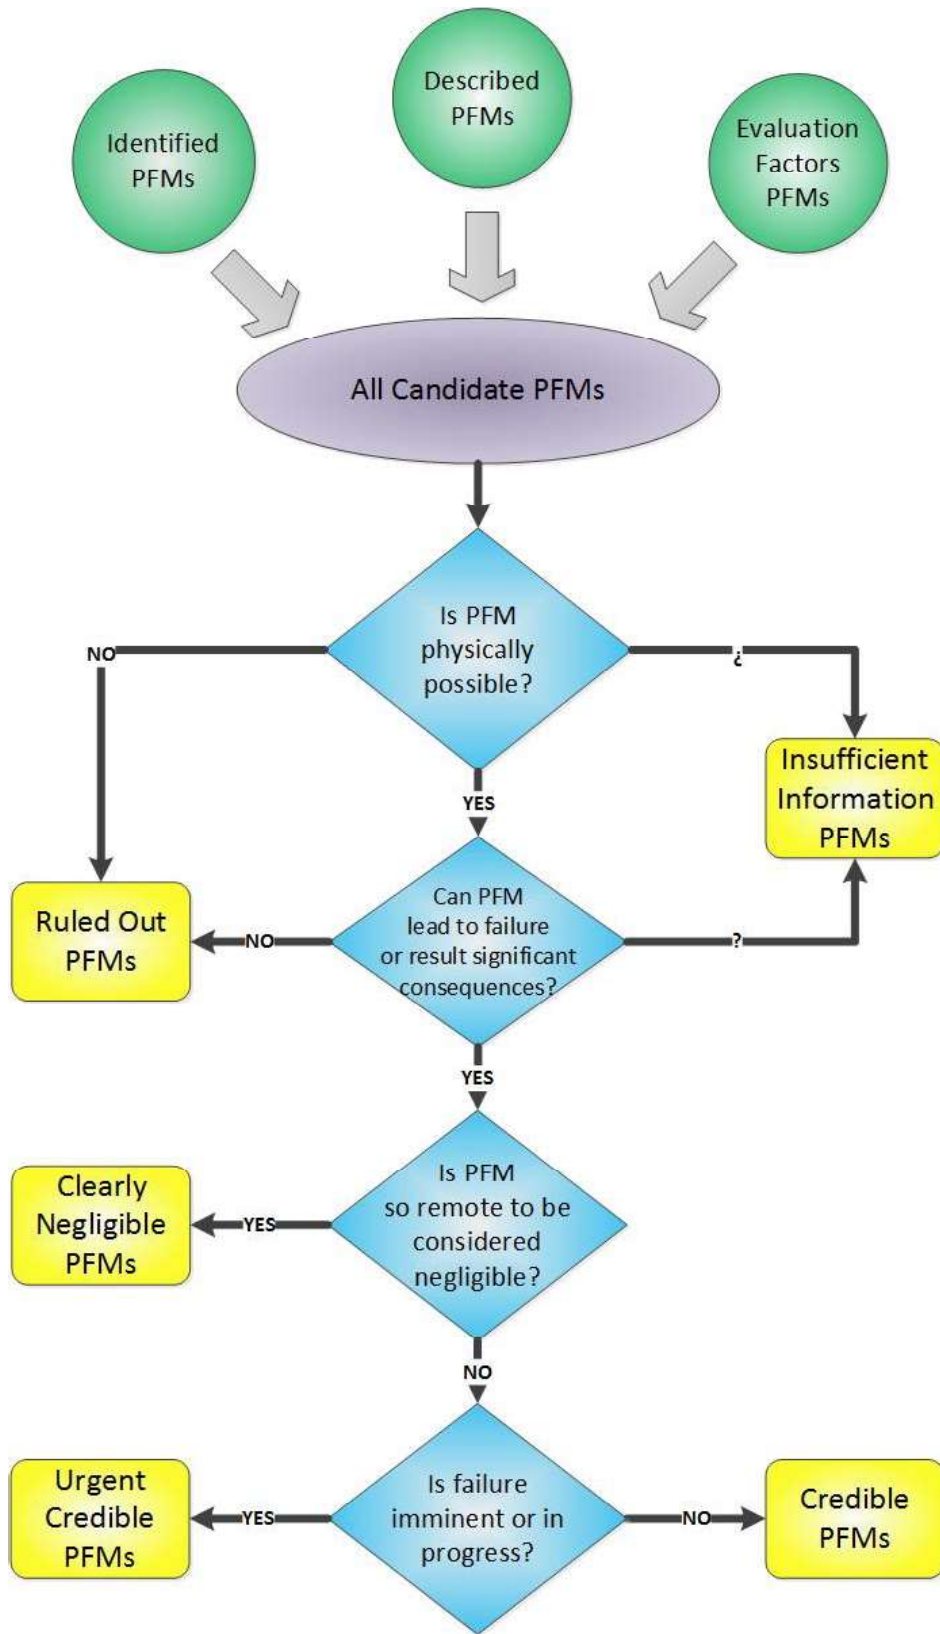 Described
PFMs
Identified
PFMs
Evaluation
Factors
PFMs
All Candidate PFMs
Is PFM
physically
possible?
NO
¿
YES
Insufficient
Information
PFMs
Can PFM
lead to failure
or result significant
consequences?
NO
?
Ruled Out
PFMs
YES
Is PFM
so remote to be
considered
negligible?
YES
Clearly
Negligible
PFMs
NO
Is failure
imminent or in
progress?
YES
Urgent
Credible
PFMs
NO
Credible
PFMs